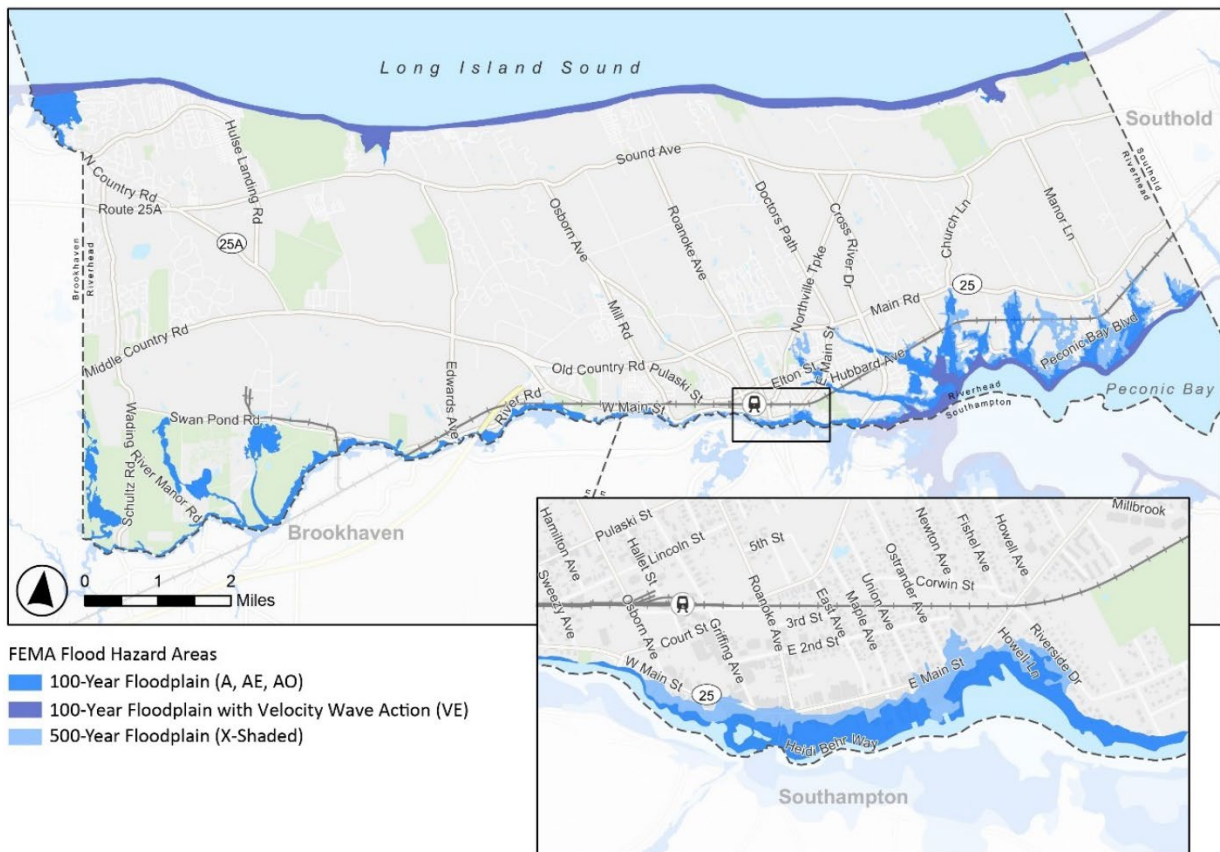 Long Island Sound
Southold
Southold
Riverhead
Hulse Landing Rd
Sound Ave
W Country Rd
Route 25A
25A
Brookhaven
Riverhead
Osborn Ave
Roanoke Ave
Doctors Path
Cross River Dr
Northville Tpke
Church Ln
Manor Ln
25
Main Rd
Middle Country Rd
Mill Rd
Peconic Bay Blvd
Edwards Ave
Old Country Rd
Pulaski St
Elton St
E Main St
Hubbard Ave
Riverhead
Southampton
Peconic Bay
River Rd
W Main St
Swan Pond Rd
Wading River Manor Rd
Schultz Rd
Brookhaven
0 1 2
Miles
Hamilton Ave
Pulaski St
Hallet St
Lincoln St
5th St
Newton Ave
Fishel Ave
Howell Ave
Millbrook
Sweezy Ave
Osborn Ave
Roanoke Ave
East Ave
Maple Ave
Union Ave
Ostrander Ave
Corwin St
Griffing Ave
Court St
3rd St
E 2nd St
W Main St
25
E Main St
Howell Ln
Riverside Dr
Heidi Behr Way
Southampton
FEMA Flood Hazard Areas
100-Year Floodplain (A, AE, AO)
100-Year Floodplain with Velocity Wave Action (VE)
500-Year Floodplain (X-Shaded)